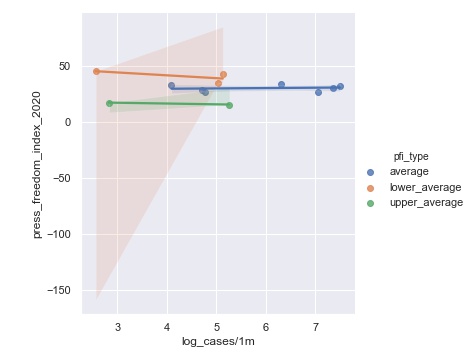 50
0
−50
−100
−150
press_freedom_index_2020
3
4
5
6
7
log_cases/1m
pfi_type
average
lower_average
upper_average